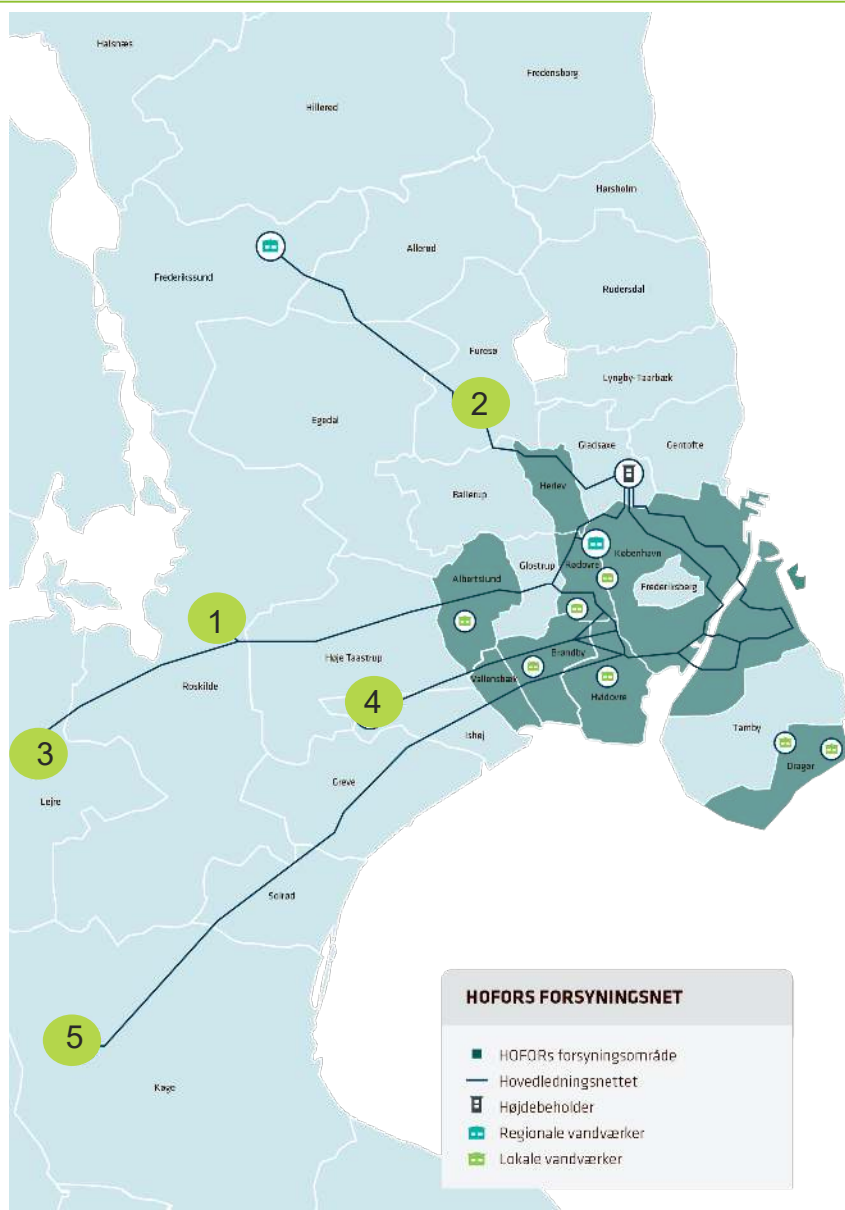 Halsnæs
Fredensborg
Hillerød
Hørsholm
Allerød
Frederikssund
Rudersdal
Furesø
Lyngby-Taarbæk
2
Egedal
Gladsaxe
Gentofte
Herlev
Ballerup
København
Glostrup
Rødovre
Albertslund
Frederiksberg
1
Høje Taastrup
Brøndby
Vallensbæk
Roskilde
Hvidovre
4
Tårnby
Ishøj
3
Dragør
Greve
Lejre
Solrød
5
Køge
HOFORS FORSYNINGSNET
HOFORs forsyningsområde
Hovedledningsnettet
Højdebeholder
Regionale vandværker
Lokale vandværker